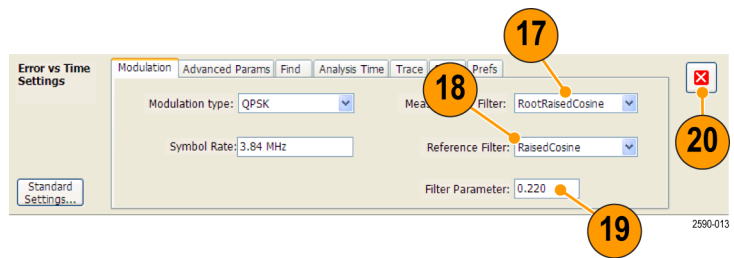 17
Error vs Time
Settings
Modulation Advanced Params Find Analysis Time Trace Prefs
18
Modulation type: QPSK
Filter: RootRaisedCosine
20
Symbol Rate: 3.84 MHz
Reference Filter: RaisedCosine
Standard
Settings...
Filter Parameter: 0.220
19
2590-013